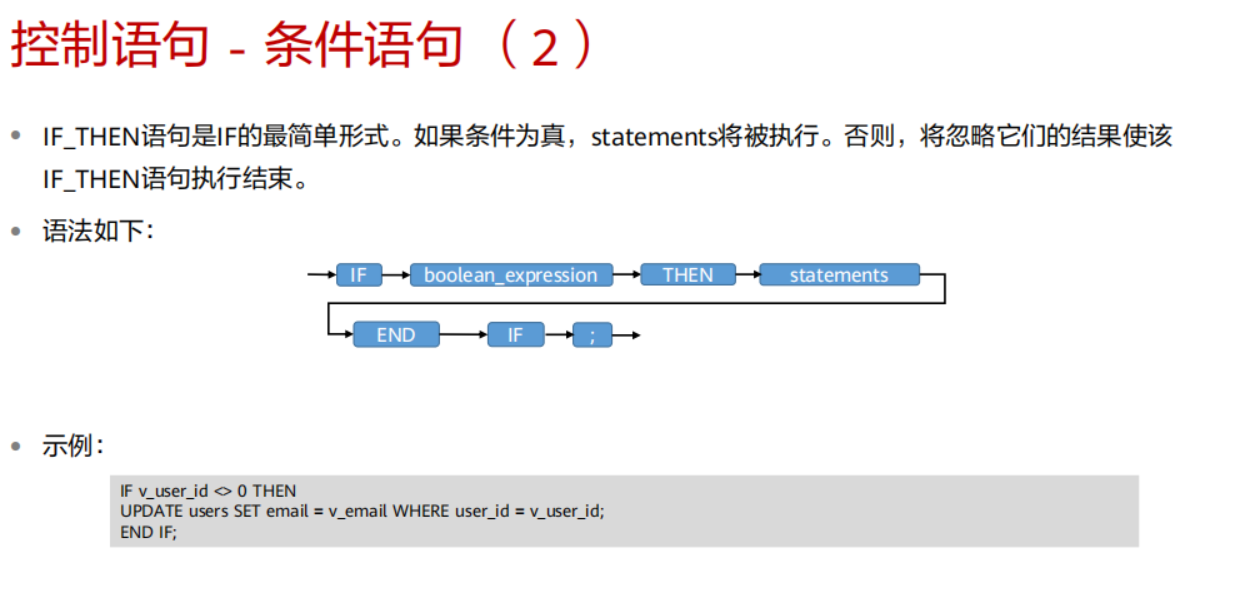 控制语句 - 条件语句（2）
• IF_THEN语句是IF的最简单形式。如果条件为真，statements将被执行。否则，将忽略它们的结果使该
IF_THEN语句执行结束。
• 语法如下：
IF boolean_expression THEN statements
END IF ;
• 示例：
IF v_user_id <> 0 THEN
UPDATE users SET email = v_email WHERE user_id = v_user_id;
END IF;